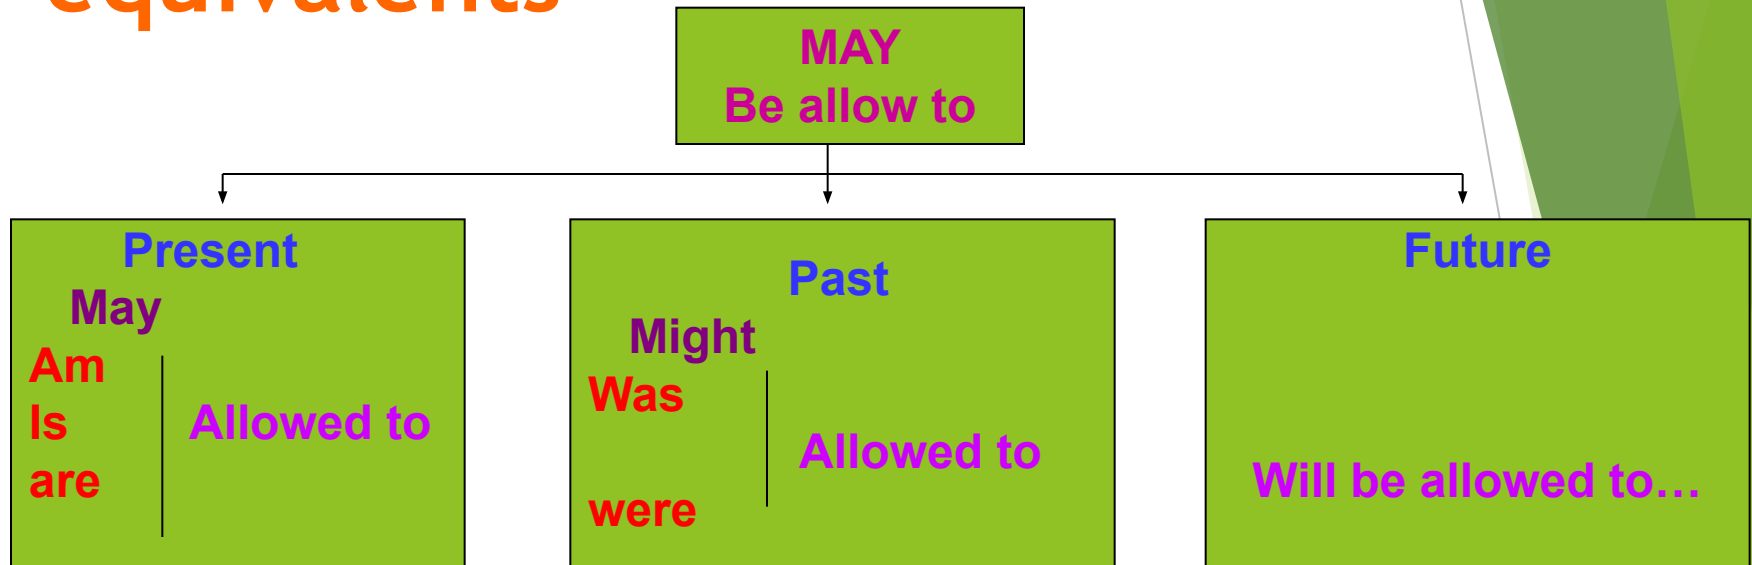 equivalents
MAY
Be allow to
Present
May
Am
Is
are
Allowed to
Past
Might
Was
were
Allowed to
Future
Will be allowed to…